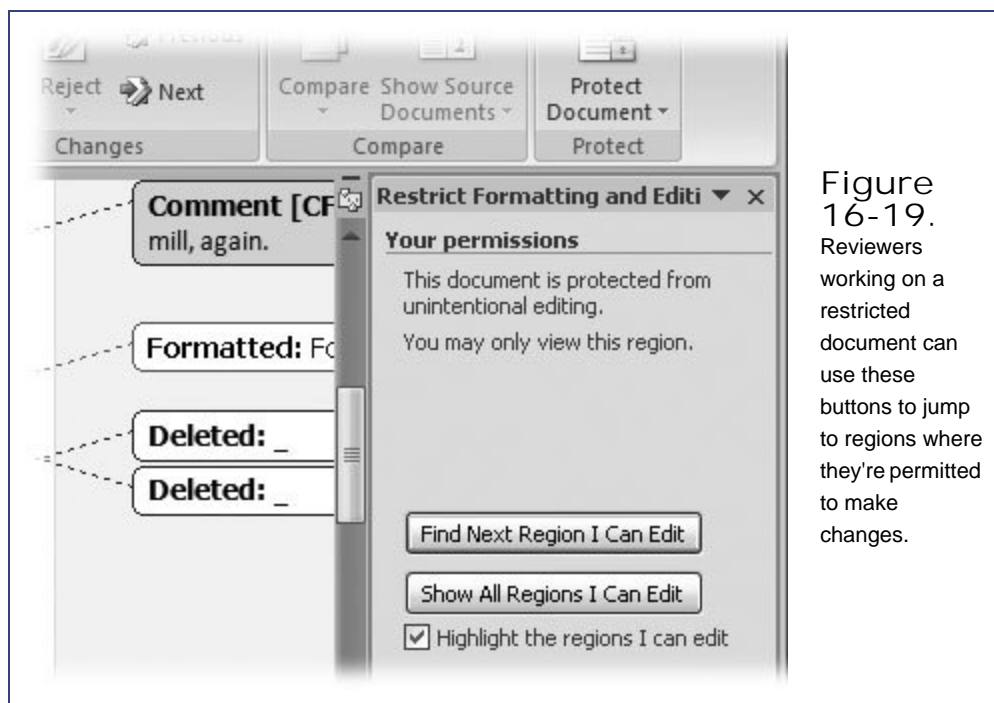 Previous
Reject
Next
Changes
Compare
Show Source
Documents
Compare
Protect
Document
Protect
Comment [CF
mill, again.
Formatted: Fo
Deleted: _
Deleted: _
Restrict Formatting and Editi
Your permissions
This document is protected from
unintentional editing.
You may only view this region.
Find Next Region I Can Edit
Show All Regions I Can Edit
Highlight the regions I can edit
Figure
16-19.
Reviewers
working on a
restricted
document can
use these
buttons to jump
to regions where
they're permitted
to make
changes.